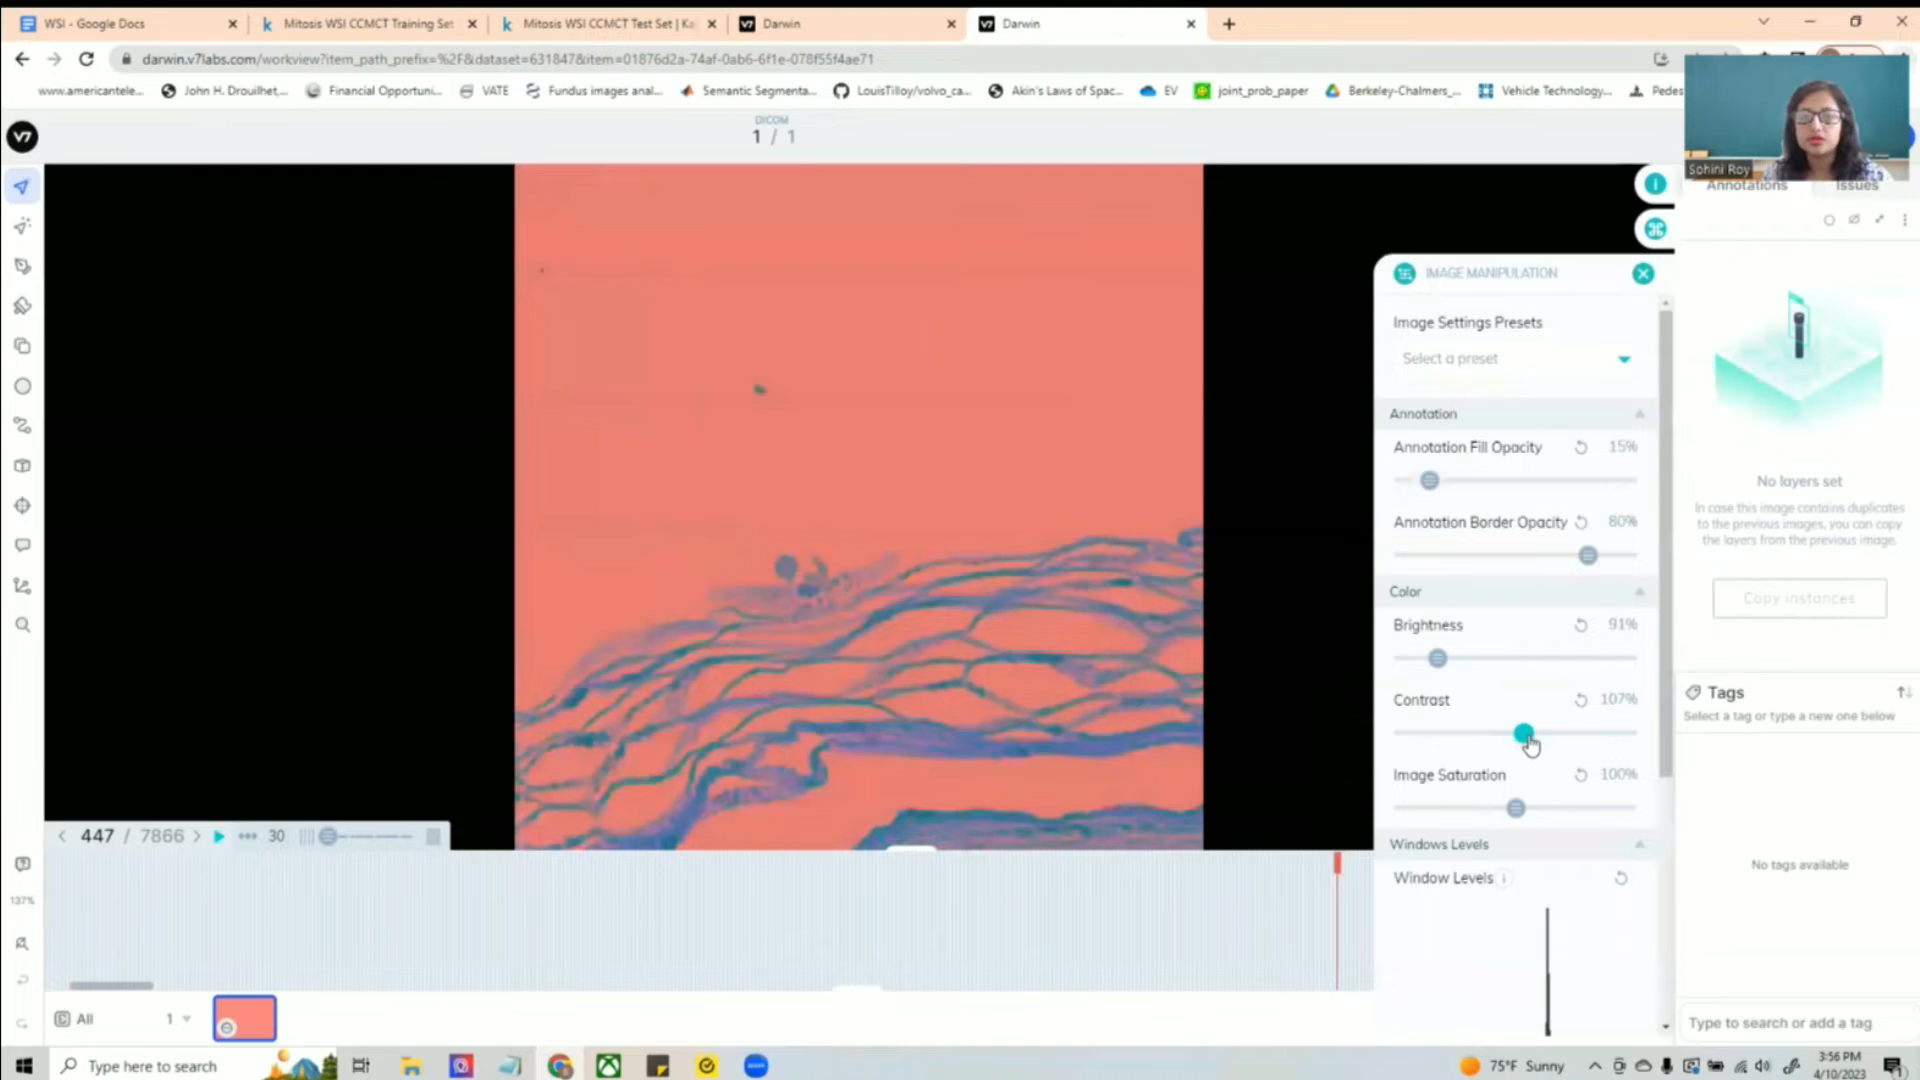 WSI - Google Docs
Mitosis WSI CCMCT Training Set
Mitosis WSI CCMCT Test Set | Ka
V7 Darwin
V7 Darwin
darwin.v7labs.com/workview?item_path_prefix=%2F&dataset=631847&item=01876d2a-74af-0ab6-6f1e-078f55f4ae71
www.americantele...
John H. Drouilhet,...
Financial Opportuni...
VATE
Fundus images anal...
Semantic Segmenta...
LouisTilloy/volvo_ca...
Akin's Laws of Spac...
EV
joint_prob_paper
Berkeley-Chalmers_...
Vehicle Technology...
Pedes
V7
DICOM
1 / 1
Sohini Roy
Annotations
Issues
IMAGE MANIPULATION
Image Settings Presets
Select a preset
Annotation
Annotation Fill Opacity 15%
Annotation Border Opacity 80%
Color
Brightness 91%
Contrast 107%
Image Saturation 100%
Windows Levels
Window Levels
No layers set
In case this image contains duplicates
to the previous images, you can copy
the layers from the previous image.
Copy instances
Tags
Select a tag or type a new one below
No tags available
Type to search or add a tag
447 / 7866
30
137%
All
1
Type here to search
75°F Sunny
3:56 PM
4/10/2023